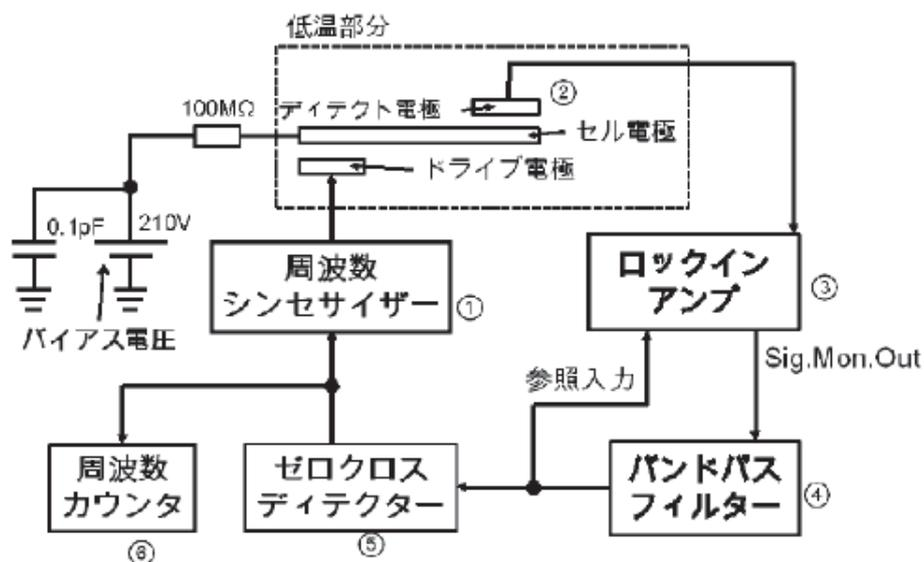 低温部分
②
100MΩ
ディテクト電極
セル電極
ドライブ電極
0.1pF
210V
バイアス電圧
周波数
シンセサイザー
①
ロックイン
アンプ
③
Sig.Mon.Out
参照入力
周波数
カウンタ
⑥
ゼロクロス
ディテクター
⑤
バンドパス
フィルター
④